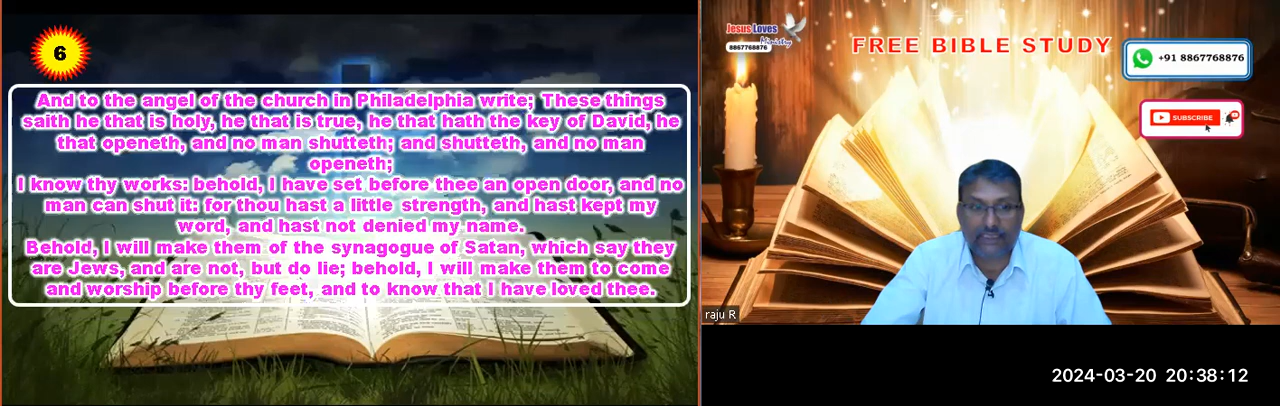 6
And to the angel of the church in Philadelphia write; These things
saith he that is holy, he that is true, he that hath the key of David, he
that openeth, and no man shutteth; and shutteth, and no man
openeth;
I know thy works: behold, I have set before thee an open door, and no
man can shut it: for thou hast a little strength, and hast kept my
word, and hast not denied my name.
Behold, I will make them of the synagogue of Satan, which say they
are Jews, and are not, but do lie; behold, I will make them to come
and worship before thy feet, and to know that I have loved thee.
Jesus Loves
Ministry
8867768876
FREE BIBLE STUDY
+91 8867768876
SUBSCRIBE
raju R
2024-03-20 20:38:12